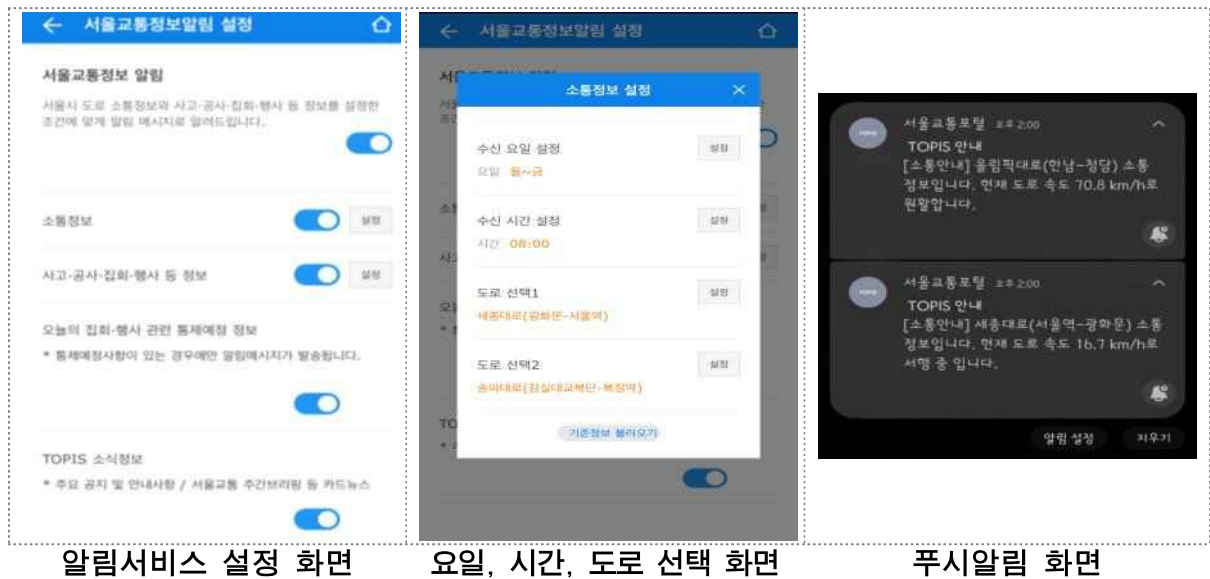 서울교통정보알림 설정
서울교통정보 알림
서울시 도로 소통정보와 사고·공사·집회·행사 등 정보를 설정한
조건에 맞게 알림 메시지로 알려드립니다.
소통정보
설정
사고·공사·집회·행사 등 정보
설정
오늘의 집회·행사 관련 통제예정 정보
* 통제예정사항이 있는 경우에만 알림메시지가 발송됩니다.
TOPIS 소식정보
* 주요 공지 및 안내사항 / 서울교통 주간브리핑 등 카드뉴스
알림서비스 설정 화면
서울교통정보알림 설정
소통정보 설정
수신 요일 설정
설정
요일 월~금
수신 시간 설정
설정
시간 08:00
도로 선택1
설정
세종대로(광화문-서울역)
도로 선택2
설정
송파대로(잠실대교북단-복정역)
기존정보 불러오기
요일, 시간, 도로 선택 화면
서울교통포털 오후 2:00
TOPIS 안내
[소통안내] 올림픽대로(한남-청담) 소통
정보입니다. 현재 도로 속도 70.8 km/h로
원활합니다.
서울교통포털 오후 2:00
TOPIS 안내
[소통안내] 세종대로(서울역-광화문) 소통
정보입니다. 현재 도로 속도 16.7 km/h로
서행 중 입니다.
알림 설정
지우기
푸시알림 화면